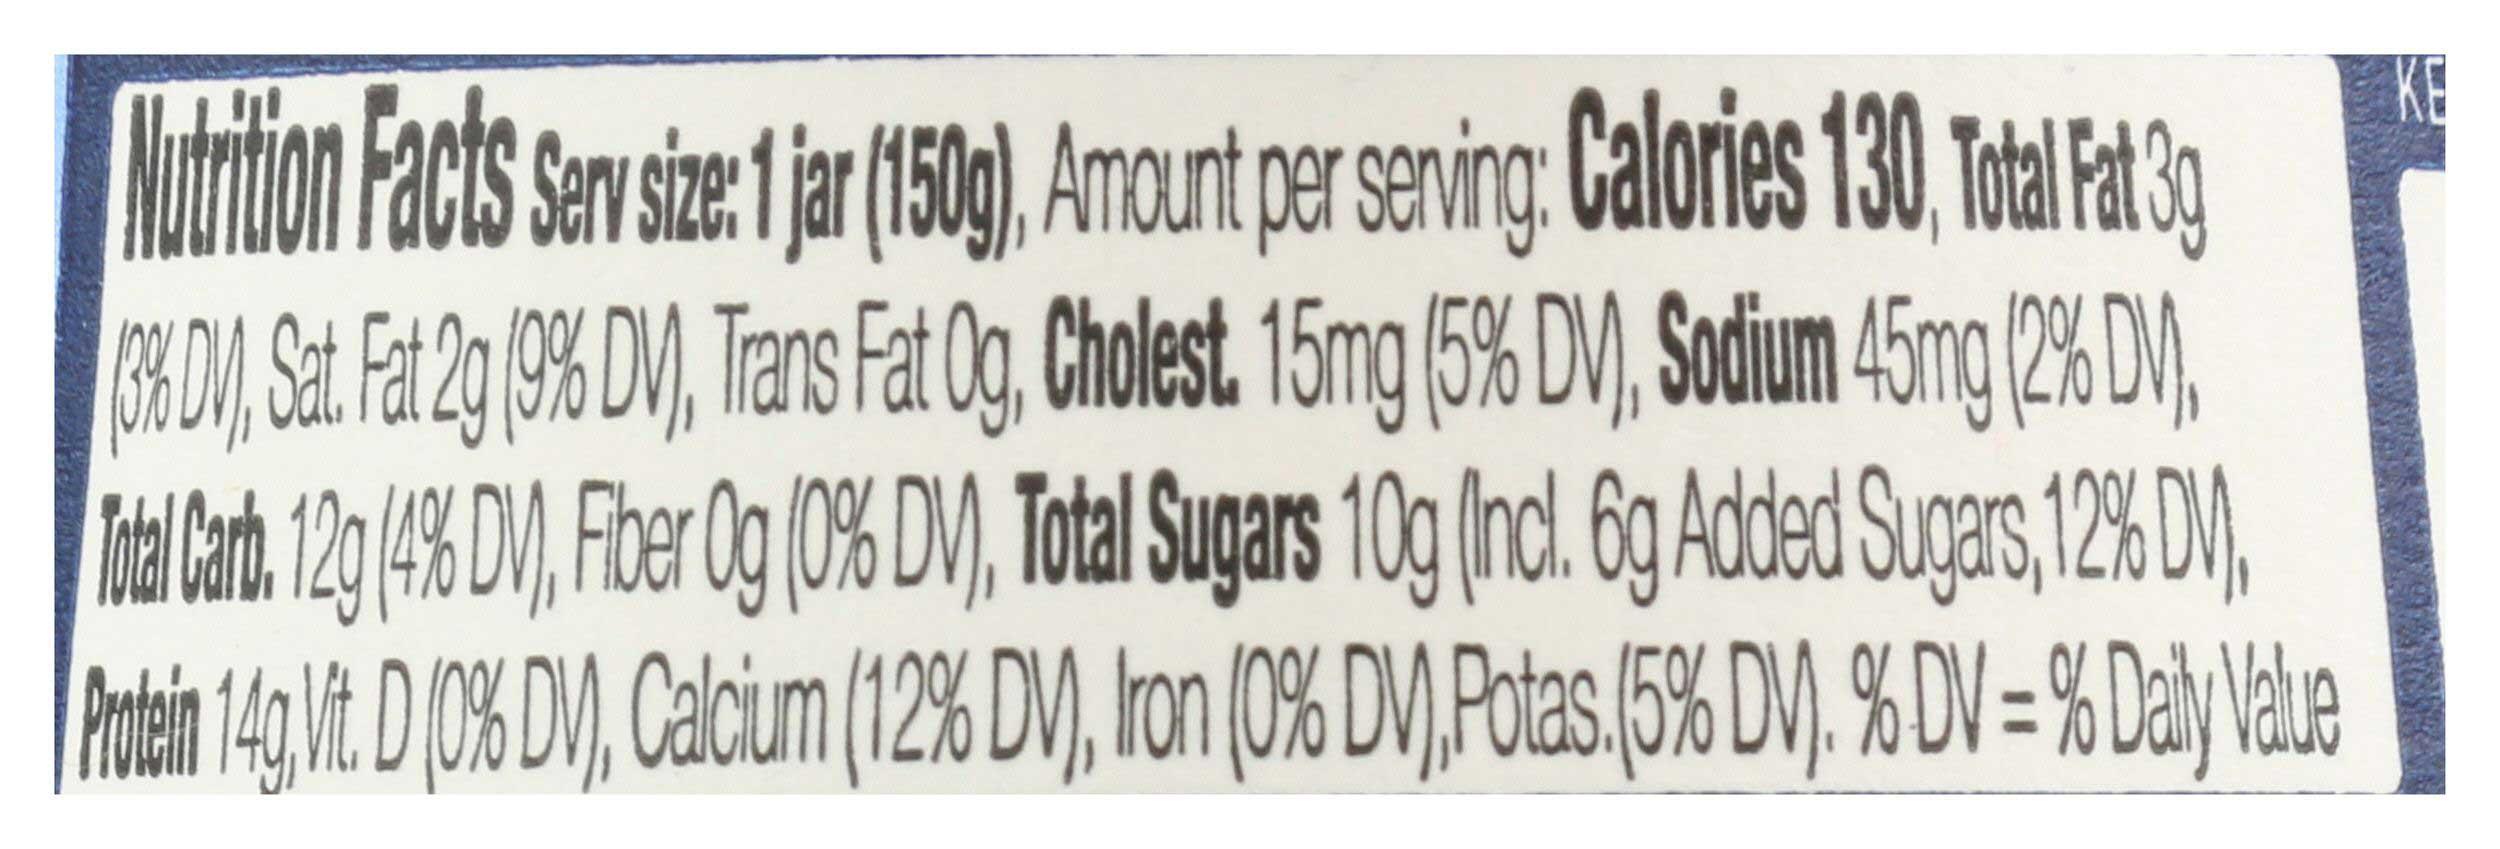 Nutrition Facts Serv size: 1 jar (150g), Amount per serving: Calories 130, Total Fat 3g
(3% DV), Sat. Fat 2g (9% DV), Trans Fat 0g, Cholest. 15mg (5% DV), Sodium 45mg (2% DV),
Total Carb. 12g (4% DV), Fiber 0g (0% DV), Total Sugars 10g (Incl. 6g Added Sugars,12% DV),
Protein 14g,Vit. D (0% DV), Calcium (12% DV), Iron (0% DV),Potas.(5% DV). % DV = % Daily Value